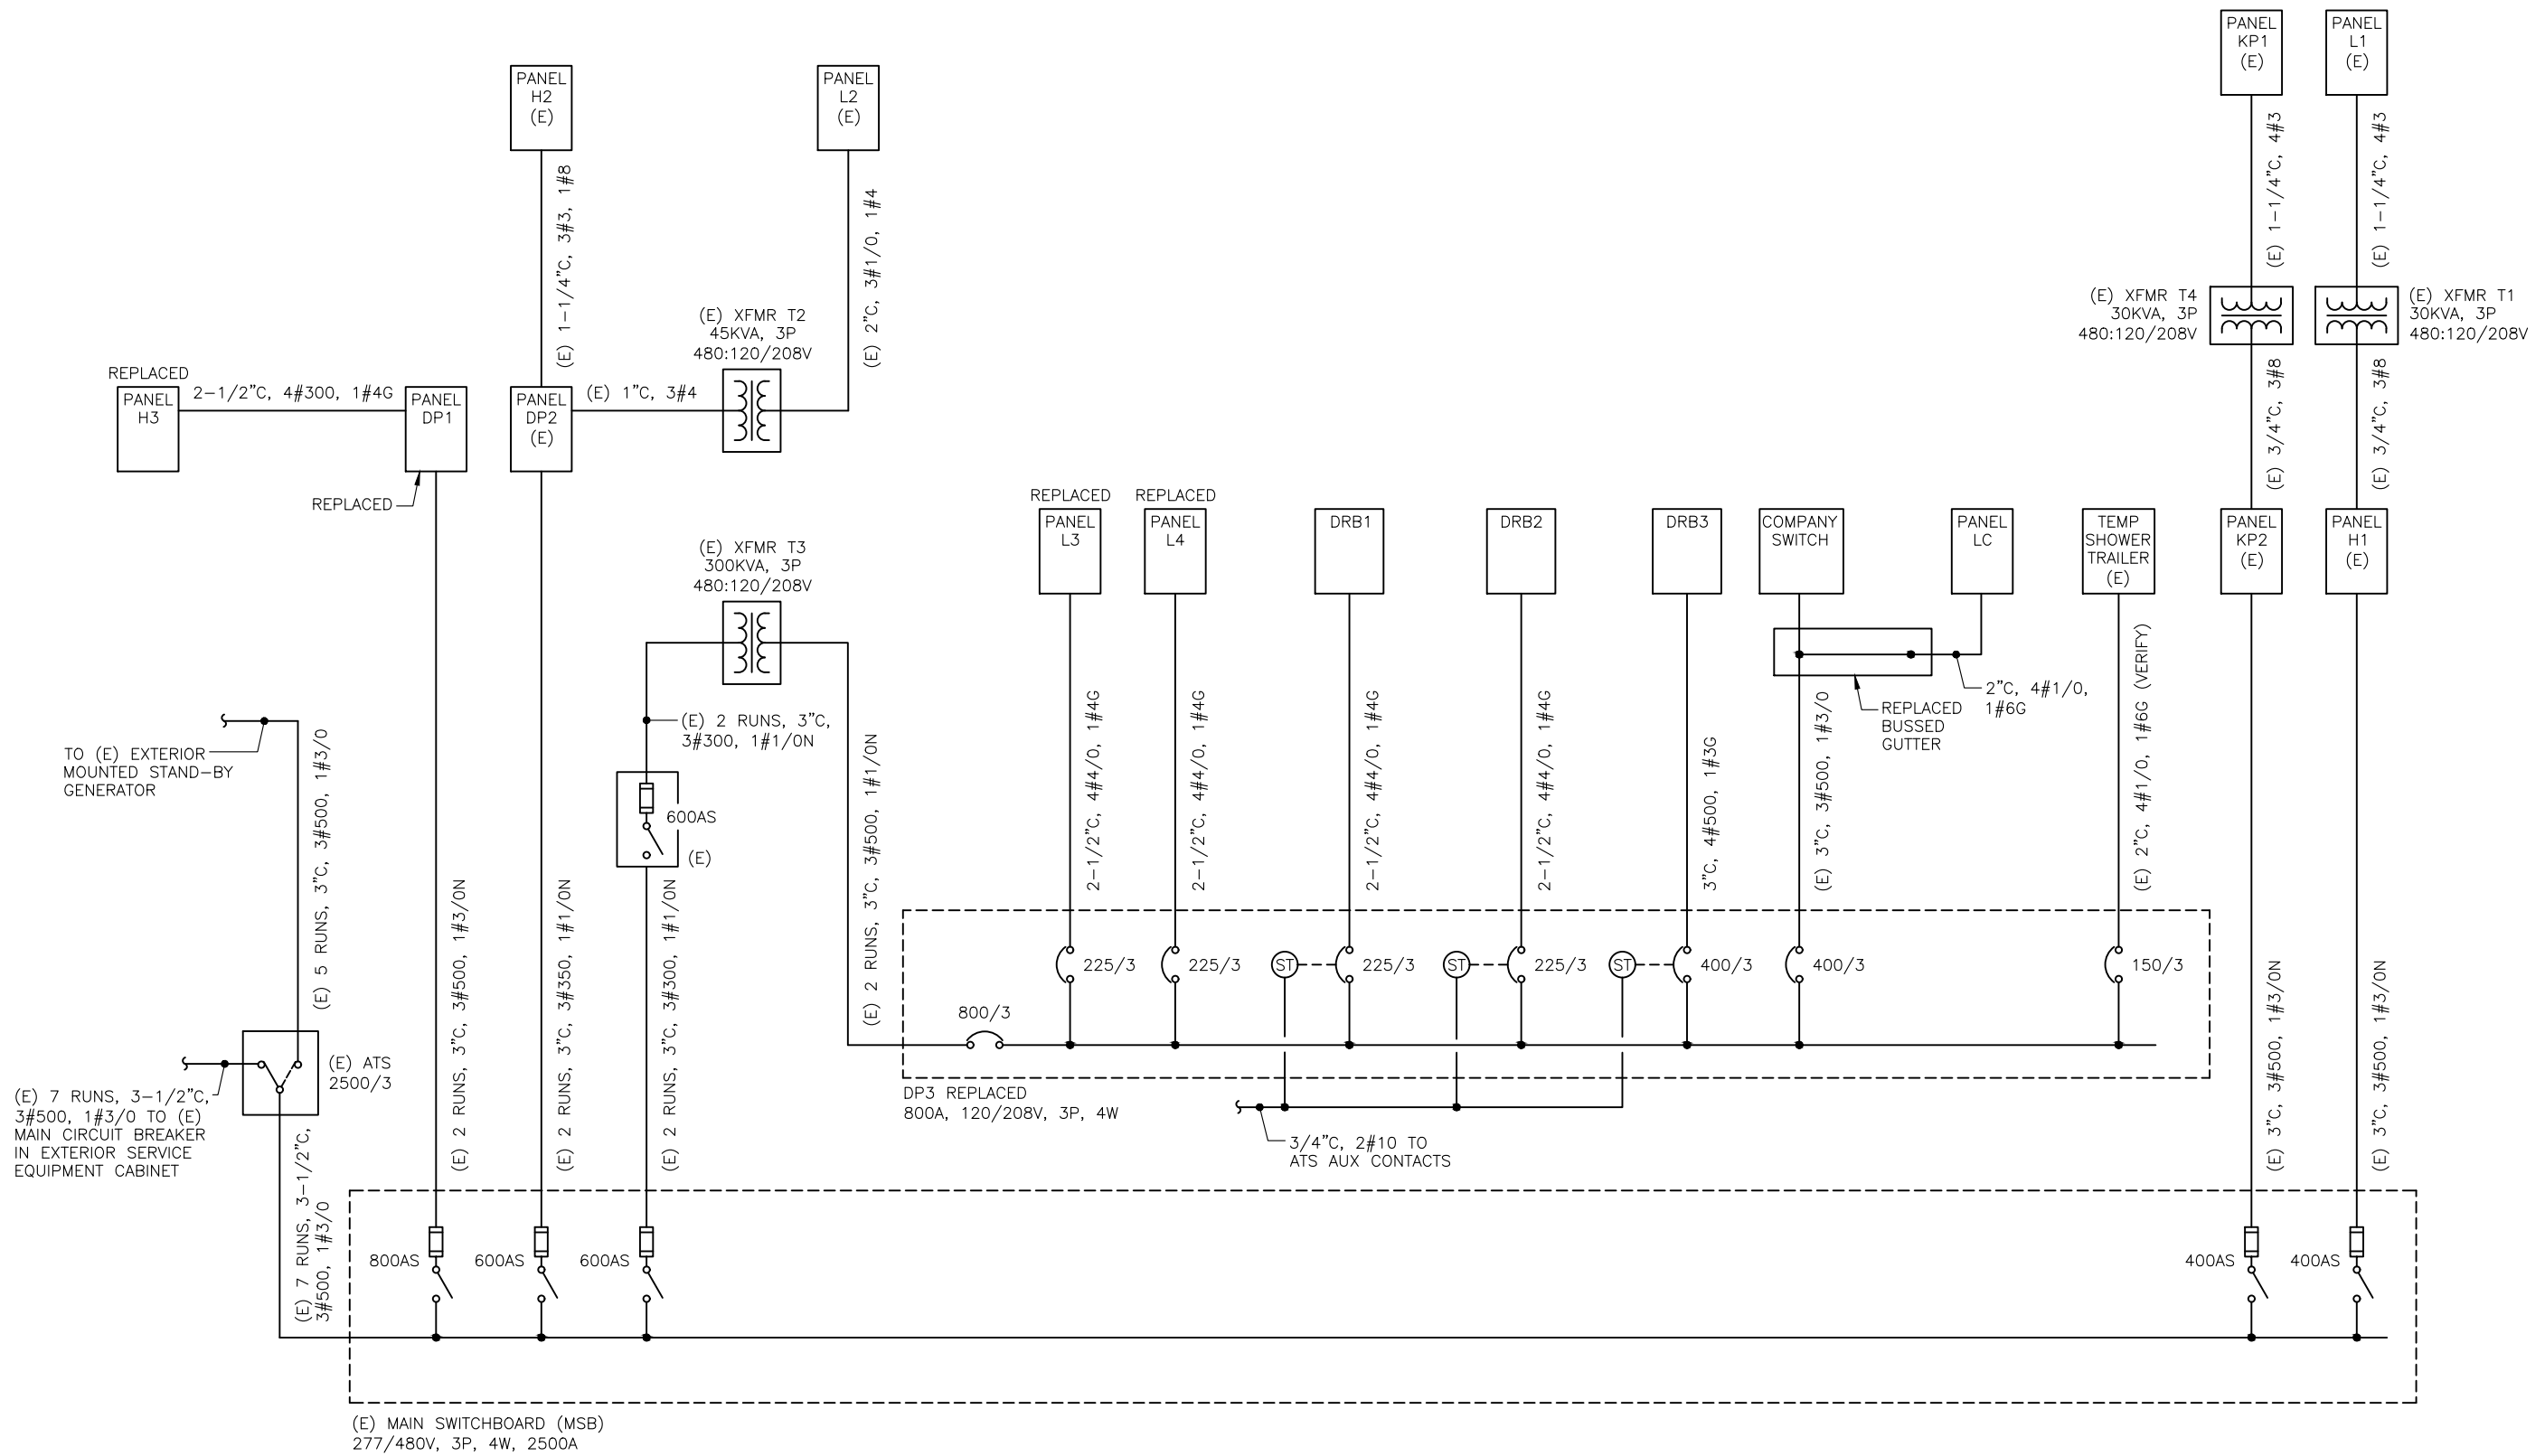 PANEL
KP1
(E)
PANEL
L1
(E)
PANEL
H2
(E)
PANEL
L2
(E)
(E) 1-1/4"C, 3#3, 1#8
(E) 2"C, 3#1/0, 1#4
(E) 1-1/4"C, 4#3
(E) 1-1/4"C, 4#3
(E) XFMR T4
30KVA, 3P
480:120/208V
(E) XFMR T1
30KVA, 3P
480:120/208V
(E) XFMR T2
45KVA, 3P
480:120/208V
REPLACED
PANEL
H3
2-1/2"C, 4#300, 1#4G
PANEL
DP1
REPLACED
PANEL
DP2
(E)
(E) 1"C, 3#4
(E) 3/4"C, 3#8
(E) 3/4"C, 3#8
(E) XFMR T3
300KVA, 3P
480:120/208V
REPLACED
PANEL
L3
REPLACED
PANEL
L4
DRB1
DRB2
DRB3
COMPANY
SWITCH
PANEL
LC
TEMP
SHOWER
TRAILER
(E)
PANEL
KP2
(E)
PANEL
H1
(E)
TO (E) EXTERIOR
MOUNTED STAND-BY
GENERATOR
(E) 5 RUNS, 3"C, 3#500, 1#3/0
(E) 2 RUNS, 3"C,
3#300, 1#1/0N
600AS
(E)
(E) 2 RUNS, 3"C, 3#500, 1#1/0N
2-1/2"C, 4#4/0, 1#4G
2-1/2"C, 4#4/0, 1#4G
2-1/2"C, 4#4/0, 1#4G
2-1/2"C, 4#4/0, 1#4G
3"C, 4#500, 1#3G
(E) 3"C, 3#500, 1#3/0
REPLACED
BUSSED
GUTTER
2"C, 4#1/0,
1#6G
(E) 2"C, 4#1/0, 1#6G (VERIFY)
(E) ATS
2500/3
(E) 7 RUNS, 3-1/2"C,
3#500, 1#3/0 TO (E)
MAIN CIRCUIT BREAKER
IN EXTERIOR SERVICE
EQUIPMENT CABINET
(E) 7 RUNS, 3-1/2"C,
3#500, 1#3/0
(E) 2 RUNS, 3"C, 3#500, 1#3/0N
(E) 2 RUNS, 3"C, 3#350, 1#1/0N
(E) 2 RUNS, 3"C, 3#300, 1#1/0N
800/3
225/3
225/3
ST
225/3
ST
225/3
ST
400/3
400/3
150/3
DP3 REPLACED
800A, 120/208V, 3P, 4W
3/4"C, 2#10 TO
ATS AUX CONTACTS
(E) 3"C, 3#500, 1#3/0N
(E) 3"C, 3#500, 1#3/0N
800AS
600AS
600AS
400AS
400AS
(E) MAIN SWITCHBOARD (MSB)
277/480V, 3P, 4W, 2500A